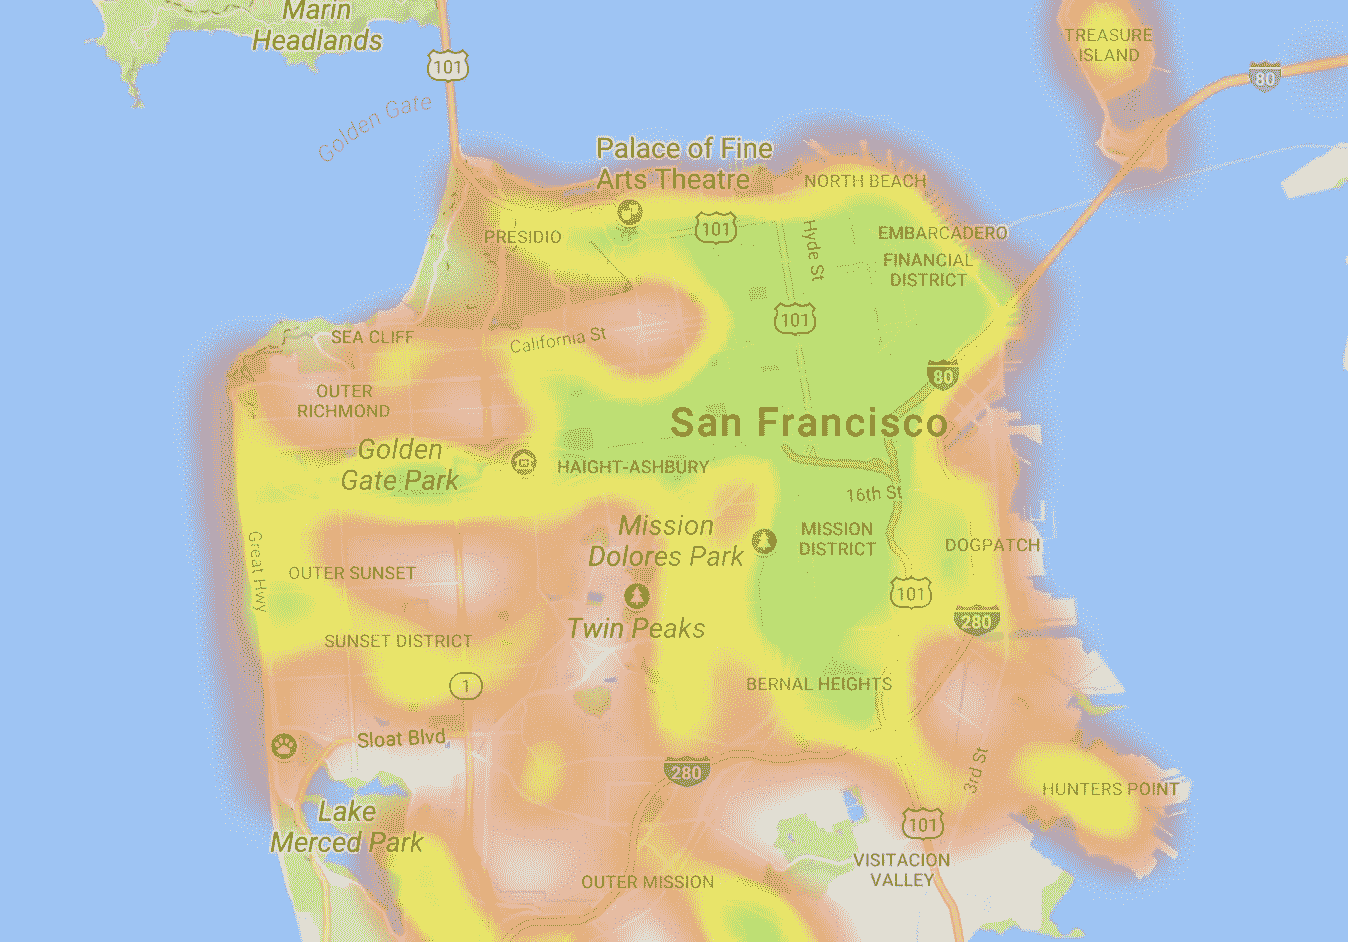 Marin
Headlands
101
Golden Gate
TREASURE
ISLAND
80
Palace of Fine
Arts Theatre
NORTH BEACH
PRESIDIO
101
Hyde St
EMBARCADERO
FINANCIAL
DISTRICT
SEA CLIFF
California St
101
80
OUTER
RICHMOND
San Francisco
Golden
Gate Park
HAIGHT-ASHBURY
16th St
Mission
Dolores Park
MISSION
DISTRICT
DOGPATCH
Great Hwy
OUTER SUNSET
101
280
Twin Peaks
SUNSET DISTRICT
1
BERNAL HEIGHTS
Sloat Blvd
280
3rd St
HUNTERS POINT
Lake
Merced Park
101
VISITACION
VALLEY
OUTER MISSION